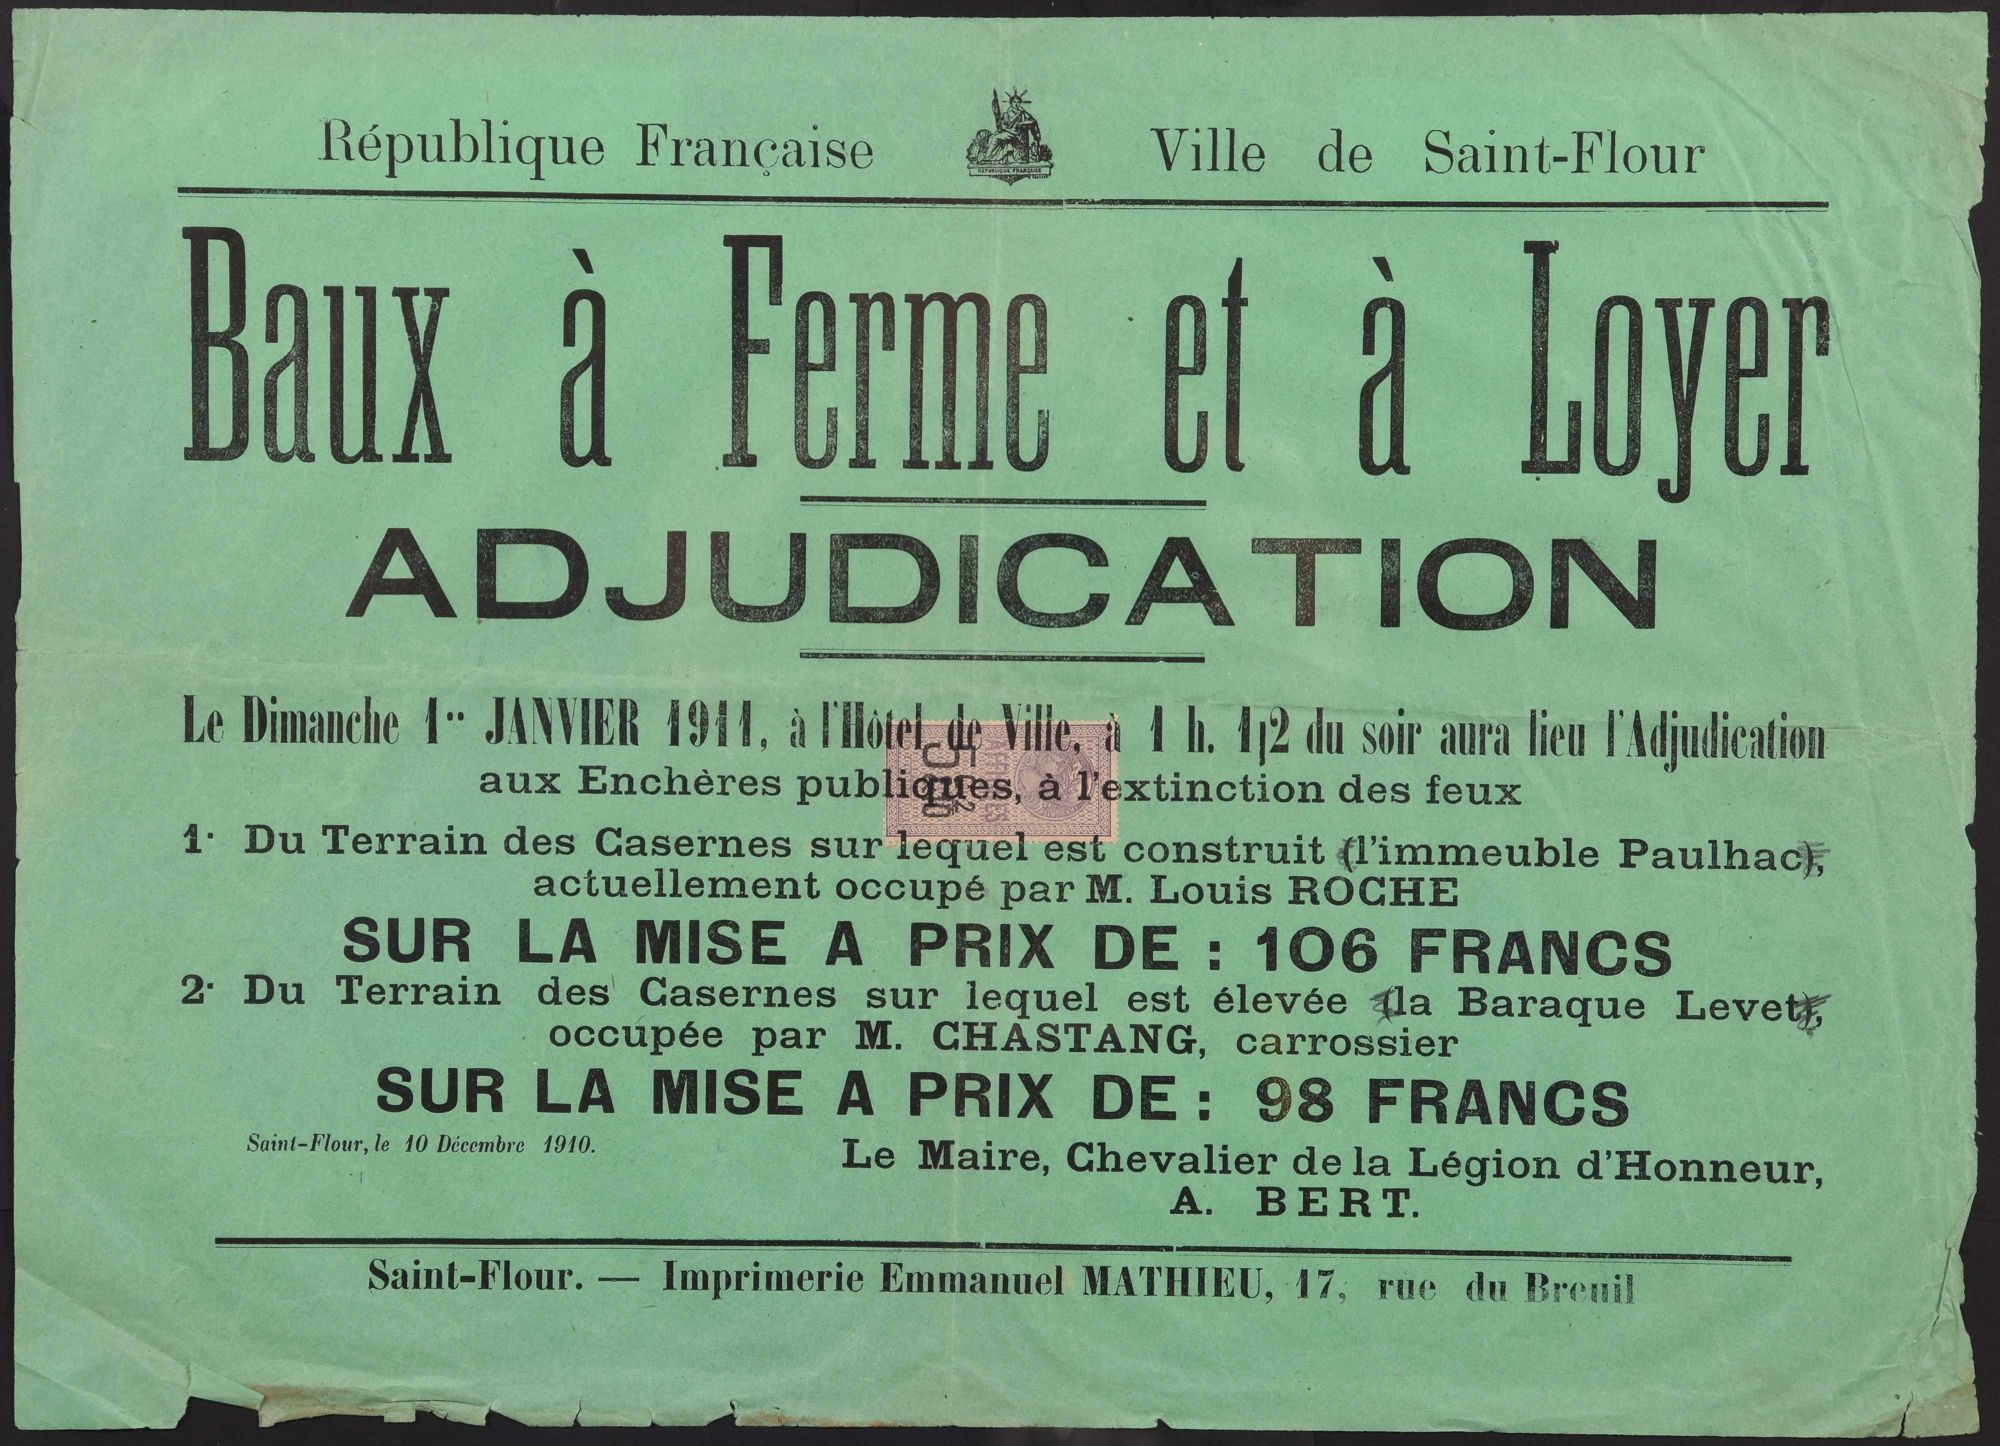 République Française Ville de Saint-Flour
REPUBLIQUE FRANÇAISE
Baux à Ferme et à Loyer
ADJUDICATION
Le Dimanche 1er JANVIER 1911, à l'Hôtel de Ville, à 1 h. 1/2 du soir aura lieu l'Adjudication
aux Enchères publiques, à l'extinction des feux
AFFICHES
1· Du Terrain des Casernes sur lequel est construit (l'immeuble Paulhac),
actuellement occupé par M. Louis ROCHE
SUR LA MISE A PRIX DE : 106 FRANCS
2· Du Terrain des Casernes sur lequel est élevée (la Baraque Levet),
occupée par M. CHASTANG, carrossier
SUR LA MISE A PRIX DE : 98 FRANCS
Saint-Flour, le 10 Décembre 1910.
Le Maire, Chevalier de la Légion d'Honneur,
A. BERT.
Saint-Flour. — Imprimerie Emmanuel MATHIEU, 17, rue du Breuil